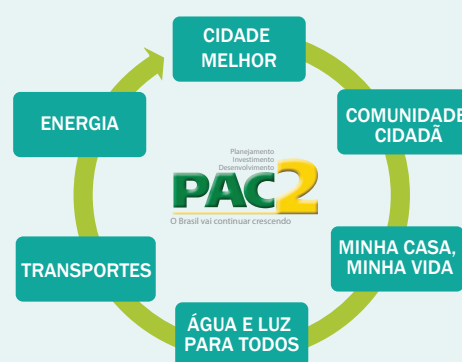 CIDADE
MELHOR
COMUNIDADE
CIDADÃ
MINHA CASA,
MINHA VIDA
ÁGUA E LUZ
PARA TODOS
TRANSPORTES
ENERGIA
Planejamento
Investimento
Desenvolvimento
PAC2
O Brasil vai continuar crescendo